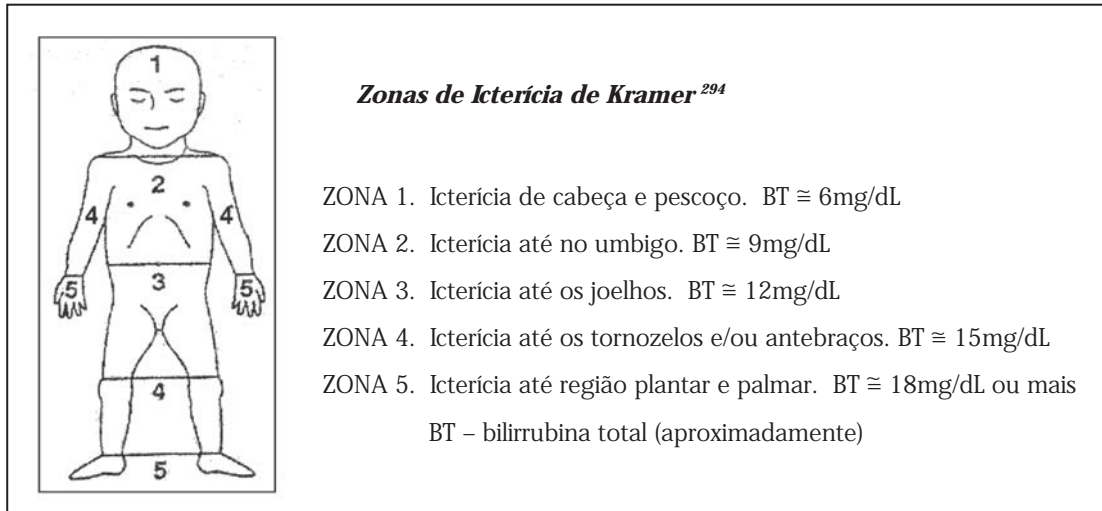 1
2
4
4
3
5
5
4
5
Zonas de Icterícia de Kramer 294
ZONA 1. Icterícia de cabeça e pescoço. BT ≅ 6mg/dL
ZONA 2. Icterícia até no umbigo. BT ≅ 9mg/dL
ZONA 3. Icterícia até os joelhos. BT ≅ 12mg/dL
ZONA 4. Icterícia até os tornozelos e/ou antebraços. BT ≅ 15mg/dL
ZONA 5. Icterícia até região plantar e palmar. BT ≅ 18mg/dL ou mais
BT – bilirrubina total (aproximadamente)